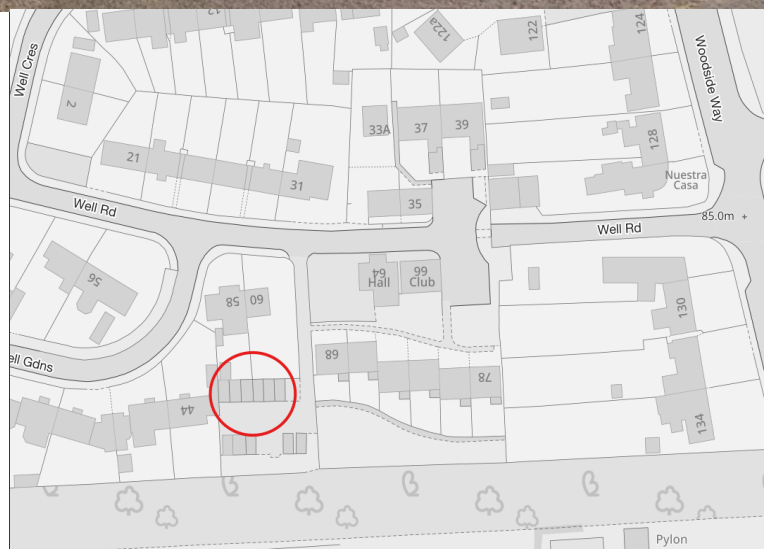 122a
122
124
Well Cres
2
Woodside Way
33A
37
39
128
21
31
Nuestra
Casa
35
Well Rd
85.0m +
Well Rd
56
64
Hall
66
Club
58
60
130
ell Gdns
68
78
44
134
Pylon